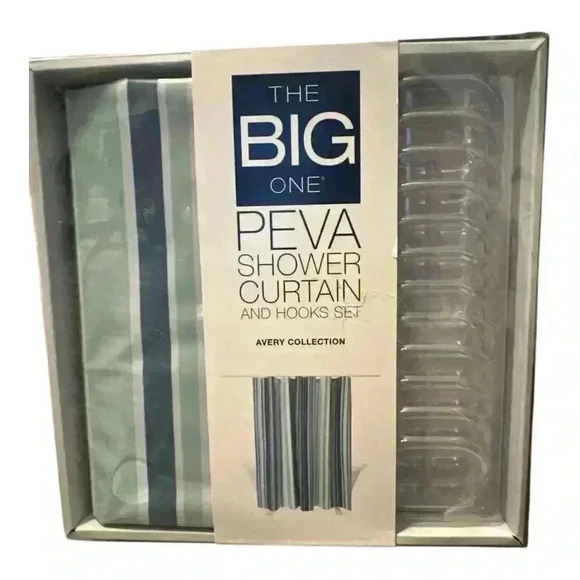 THE
BIG
ONE®
PEVA
SHOWER
CURTAIN
AND HOOKS SET
AVERY COLLECTION